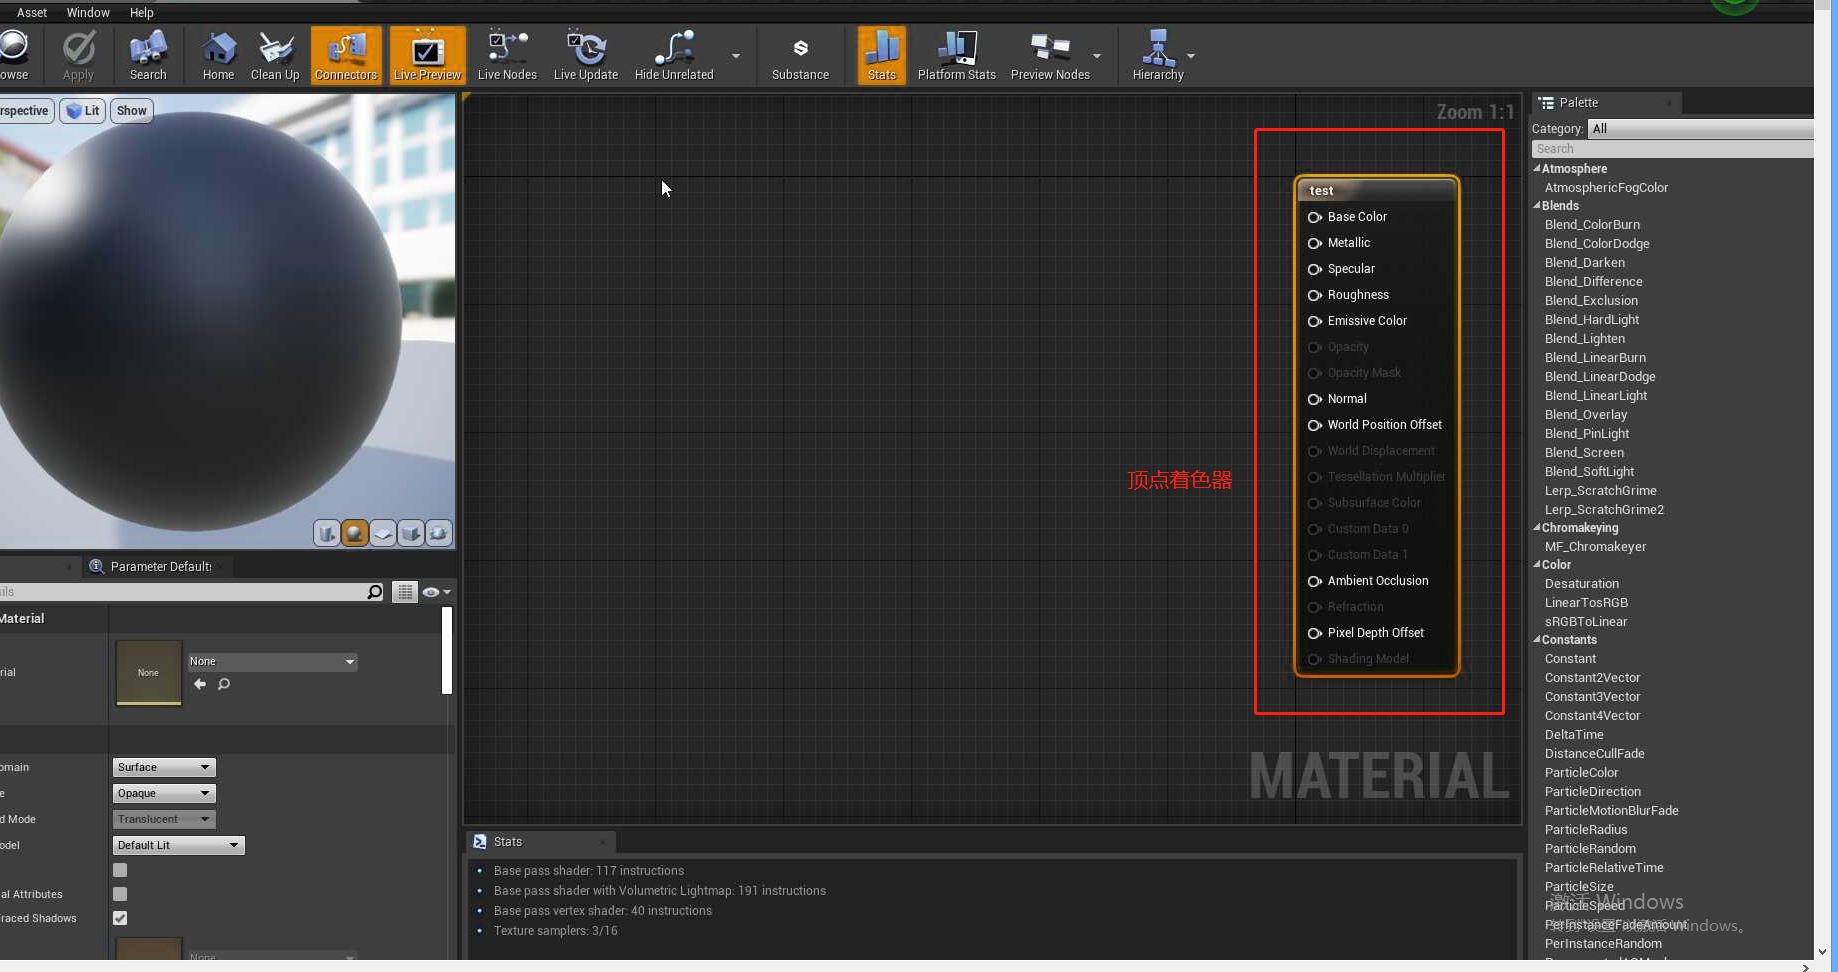 Asset Window Help
owse
Apply
Search
Home
Clean Up
Connectors
Live Preview
Live Nodes
Live Update
Hide Unrelated
Substance
Stats
Platform Stats
Preview Nodes
Hierarchy
rspective
Lit
Show
Zoom 1:1
test
Base Color
Metallic
Specular
Roughness
Emissive Color
Opacity
Opacity Mask
Normal
World Position Offset
World Displacement
Tessellation Multiplier
Subsurface Color
Custom Data 0
Custom Data 1
Ambient Occlusion
Refraction
Pixel Depth Offset
Shading Model
顶点着色器
MATERIAL
Parameter Defaults
ils
Material
rial
None
None
omain
Surface
e
Opaque
d Mode
Translucent
odel
Default Lit
al Attributes
raced Shadows
None
Stats
Base pass shader: 117 instructions
Base pass shader with Volumetric Lightmap: 191 instructions
Base pass vertex shader: 40 instructions
Texture samplers: 3/16
Palette
Category: All
Search
Atmosphere
AtmosphericFogColor
Blends
Blend_ColorBurn
Blend_ColorDodge
Blend_Darken
Blend_Difference
Blend_Exclusion
Blend_HardLight
Blend_Lighten
Blend_LinearBurn
Blend_LinearDodge
Blend_LinearLight
Blend_Overlay
Blend_PinLight
Blend_Screen
Blend_SoftLight
Lerp_ScratchGrime
Lerp_ScratchGrime2
Chromakeying
MF_Chromakeyer
Color
Desaturation
LinearTosRGB
sRGBToLinear
Constants
Constant
Constant2Vector
Constant3Vector
Constant4Vector
DeltaTime
DistanceCullFade
ParticleColor
ParticleDirection
ParticleMotionBlurFade
ParticleRadius
ParticleRandom
ParticleRelativeTime
ParticleSize
ParticleSpeed
PerInstanceFadeAmount
PerInstanceRandom
激活 Windows
Windows。